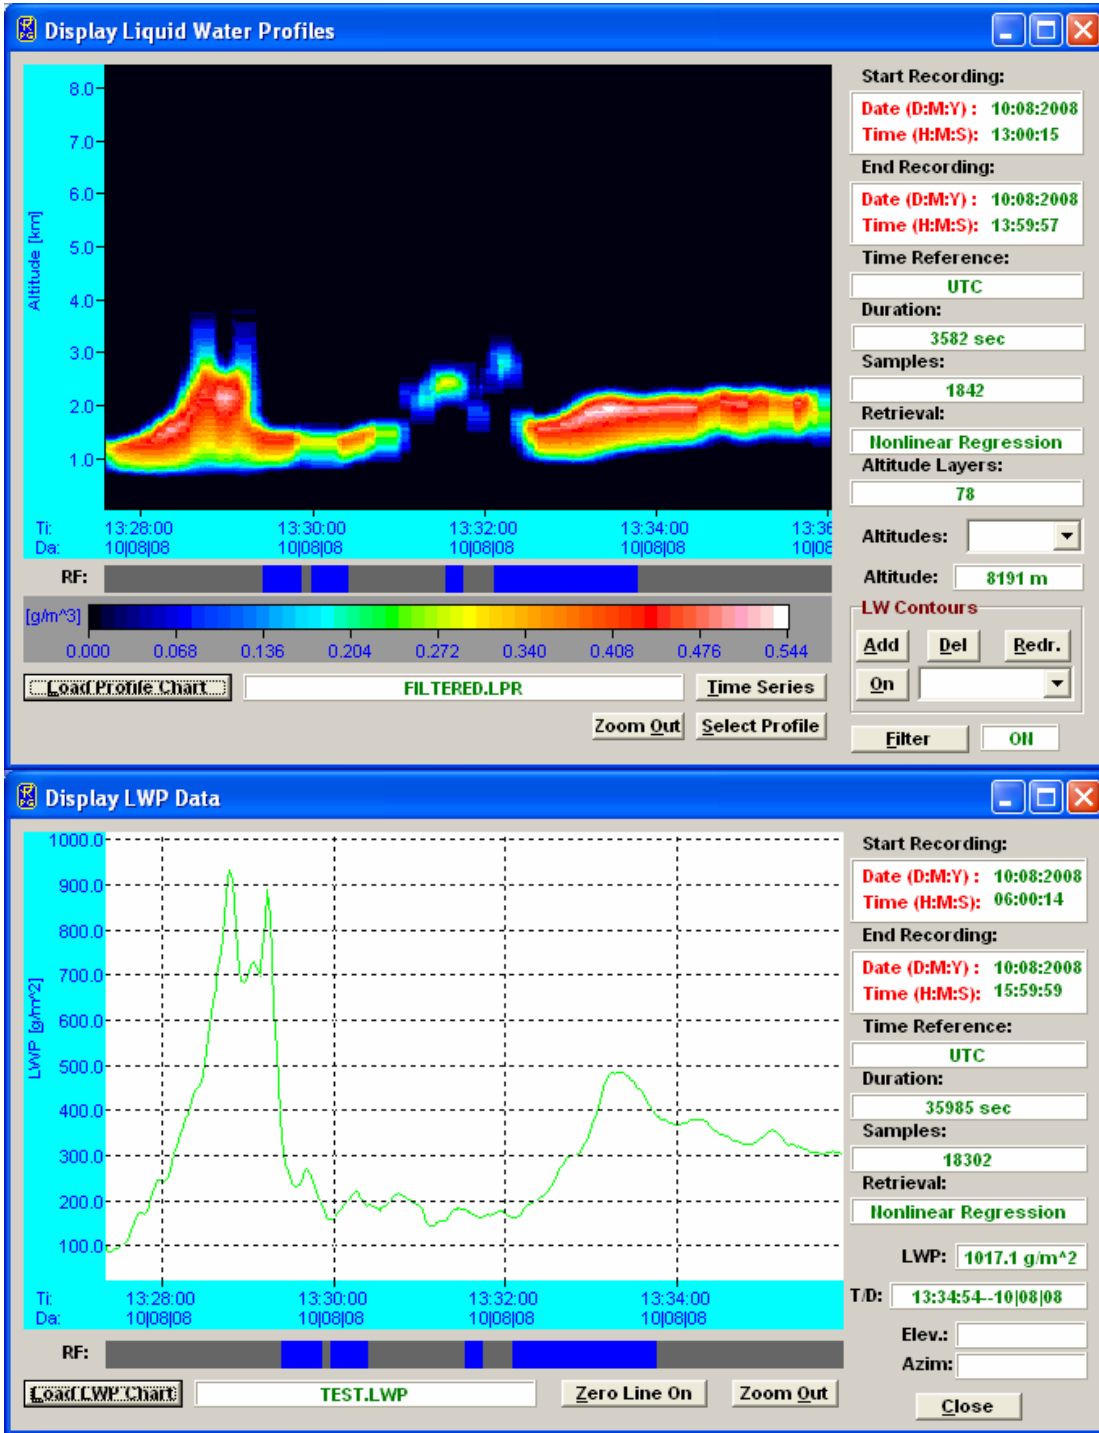 Display Liquid Water Profiles
Start Recording:
Date (D:M:Y) : 10:08:2008
Time (H:M:S): 13:00:15
End Recording:
Date (D:M:Y) : 10:08:2008
Time (H:M:S): 13:59:57
Time Reference:
UTC
Duration:
3582 sec
Samples:
1842
Retrieval:
Nonlinear Regression
Altitude Layers:
78
Altitudes:
Altitude: 8191 m
LW Contours
Add Del Redr.
On
Filter ON
Altitude [km]
8.0
7.0
6.0
5.0
4.0
3.0
2.0
1.0
Ti: 13:28:00 13:30:00 13:32:00 13:34:00 13:36
Da: 10|08|08 10|08|08 10|08|08 10|08|08 10|08
RF:
[g/m^3]
0.000 0.068 0.136 0.204 0.272 0.340 0.408 0.476 0.544
Load Profile Chart FILTERED.LPR Time Series
Zoom Out Select Profile
Display LWP Data
Start Recording:
Date (D:M:Y) : 10:08:2008
Time (H:M:S): 06:00:14
End Recording:
Date (D:M:Y) : 10:08:2008
Time (H:M:S): 15:59:59
Time Reference:
UTC
Duration:
35985 sec
Samples:
18302
Retrieval:
Nonlinear Regression
LWP: 1017.1 g/m^2
T/D: 13:34:54--10|08|08
Elev.:
Azim:
Close
LWP [g/m^2]
1000.0
900.0
800.0
700.0
600.0
500.0
400.0
300.0
200.0
100.0
Ti: 13:28:00 13:30:00 13:32:00 13:34:00
Da: 10|08|08 10|08|08 10|08|08 10|08|08
RF:
Load LWP Chart TEST.LWP Zero Line On Zoom Out